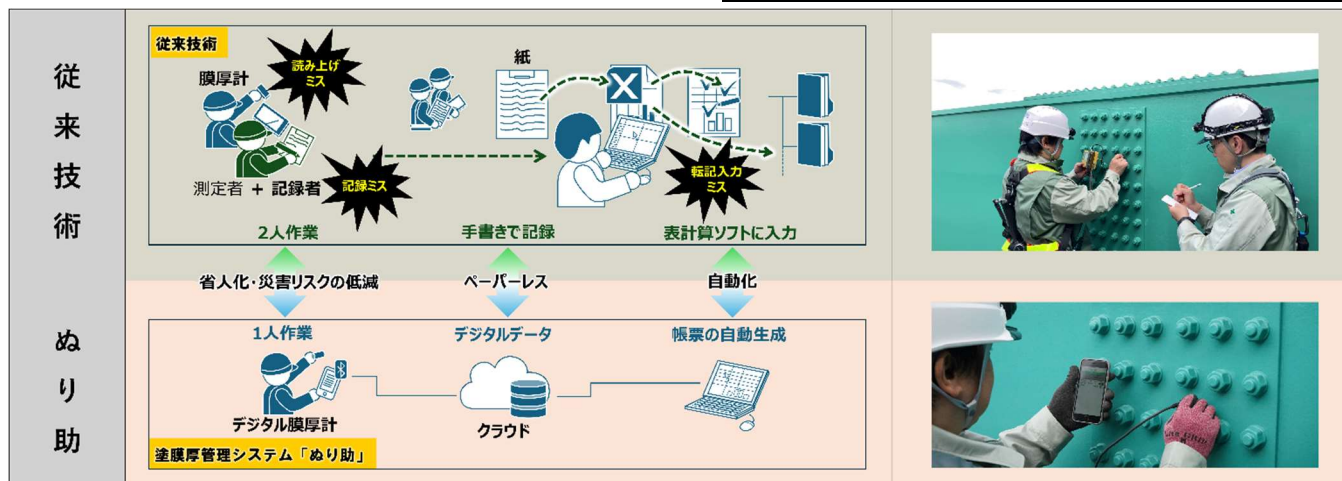 従来技術
従来技術
膜厚計
読み上げ
ミス
紙
X
測定者 + 記録者
記録ミス
転記入力
ミス
2人作業
手書きで記録
表計算ソフトに入力
省人化・災害リスクの低減
ペーパーレス
自動化
ぬり助
1人作業
デジタルデータ
帳票の自動生成
デジタル膜厚計
クラウド
塗膜厚管理システム「ぬり助」